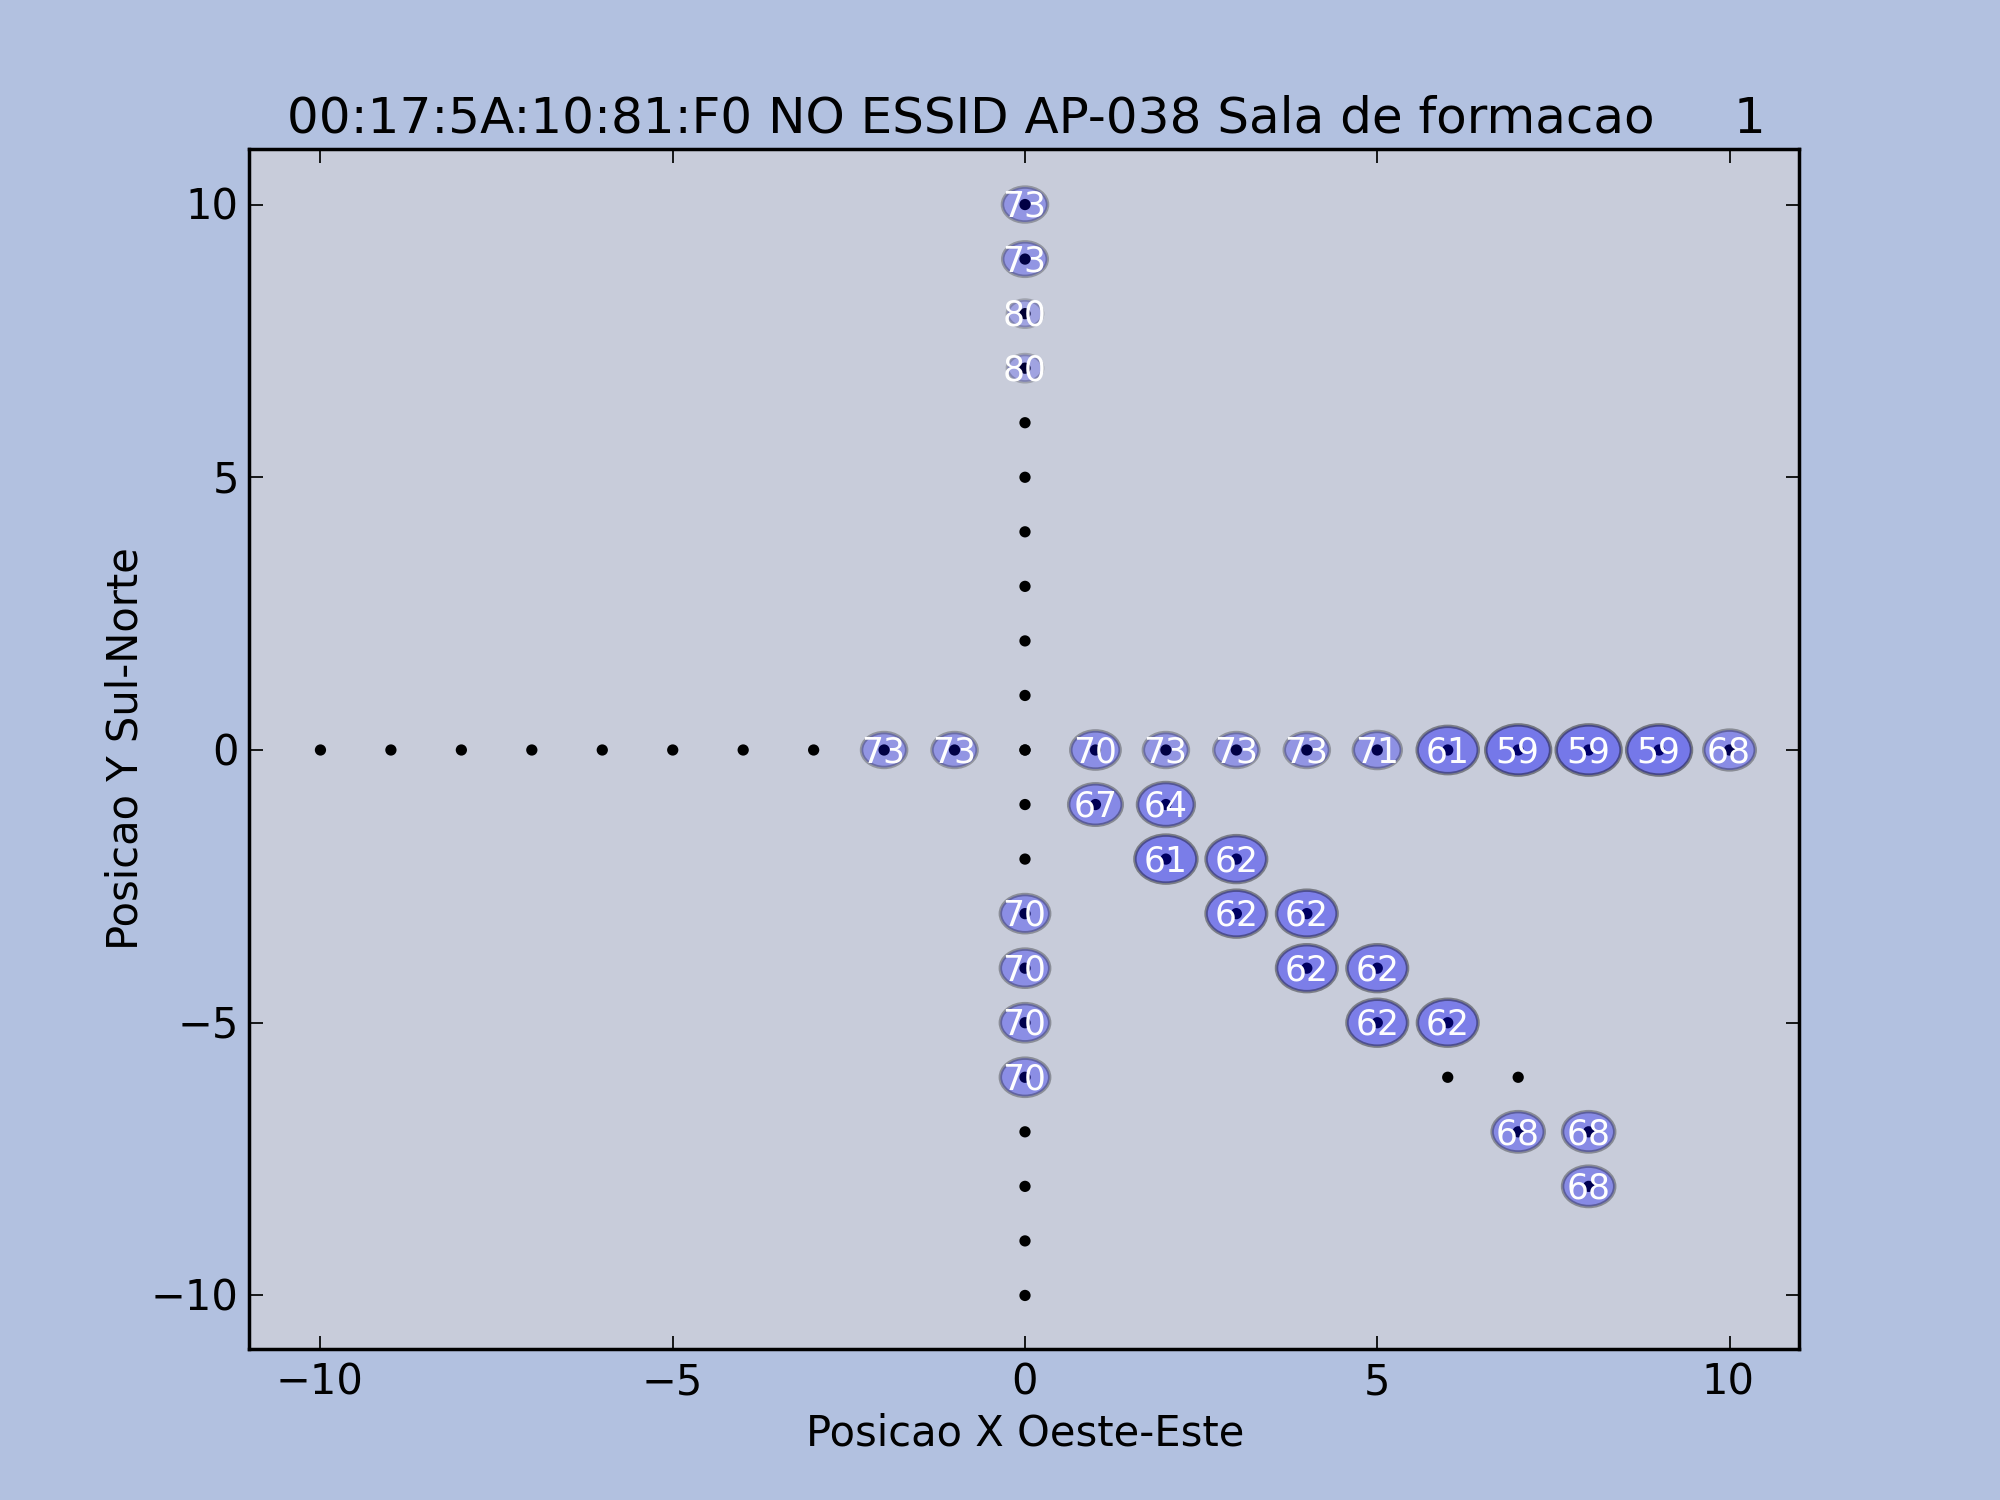 00:17:5A:10:81:F0 NO ESSID AP-038 Sala de formacao 1
10
73
73
80
80
5
Posicao Y Sul-Norte
0
73 73 70 73 73 73 71 61 59 59 59 68
67 64
61 62
70 62 62
70 62 62
−5
70 62 62
70
68 68
68
−10
−10 −5 0 5 10
Posicao X Oeste-Este